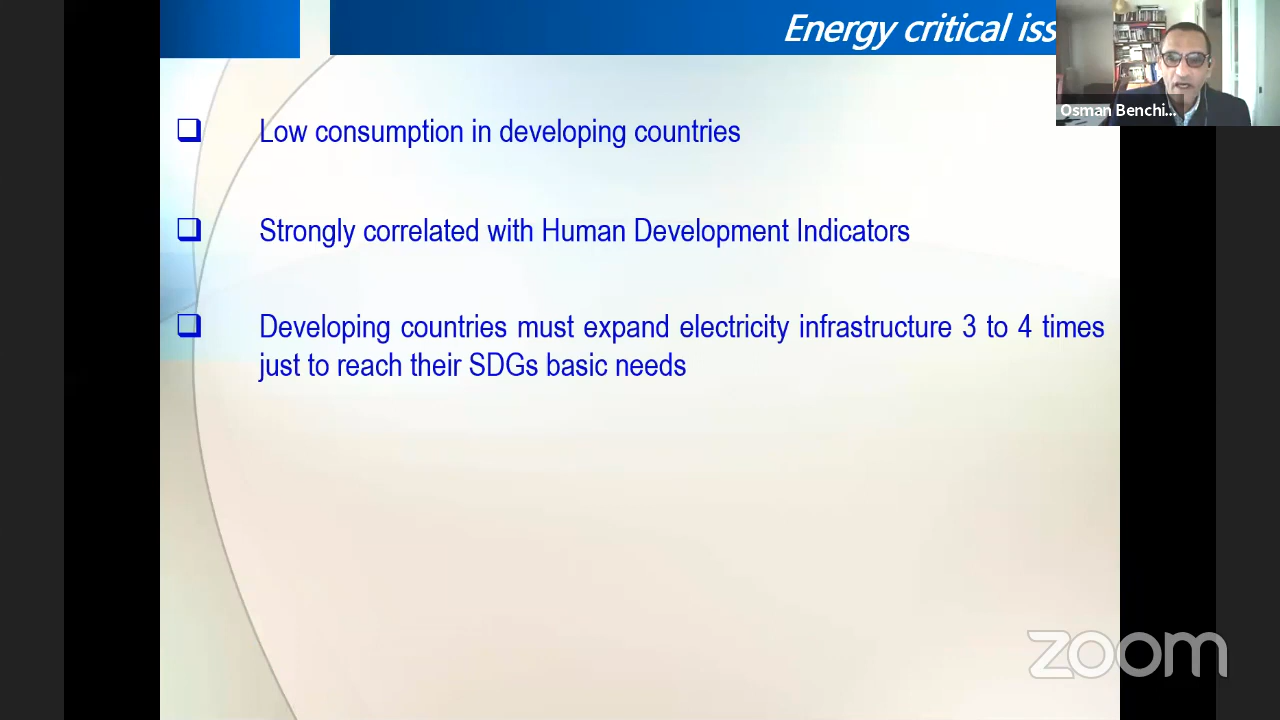 Energy critical iss
Osman Benchi...
Low consumption in developing countries
Strongly correlated with Human Development Indicators
Developing countries must expand electricity infrastructure 3 to 4 times
just to reach their SDGs basic needs
zoom